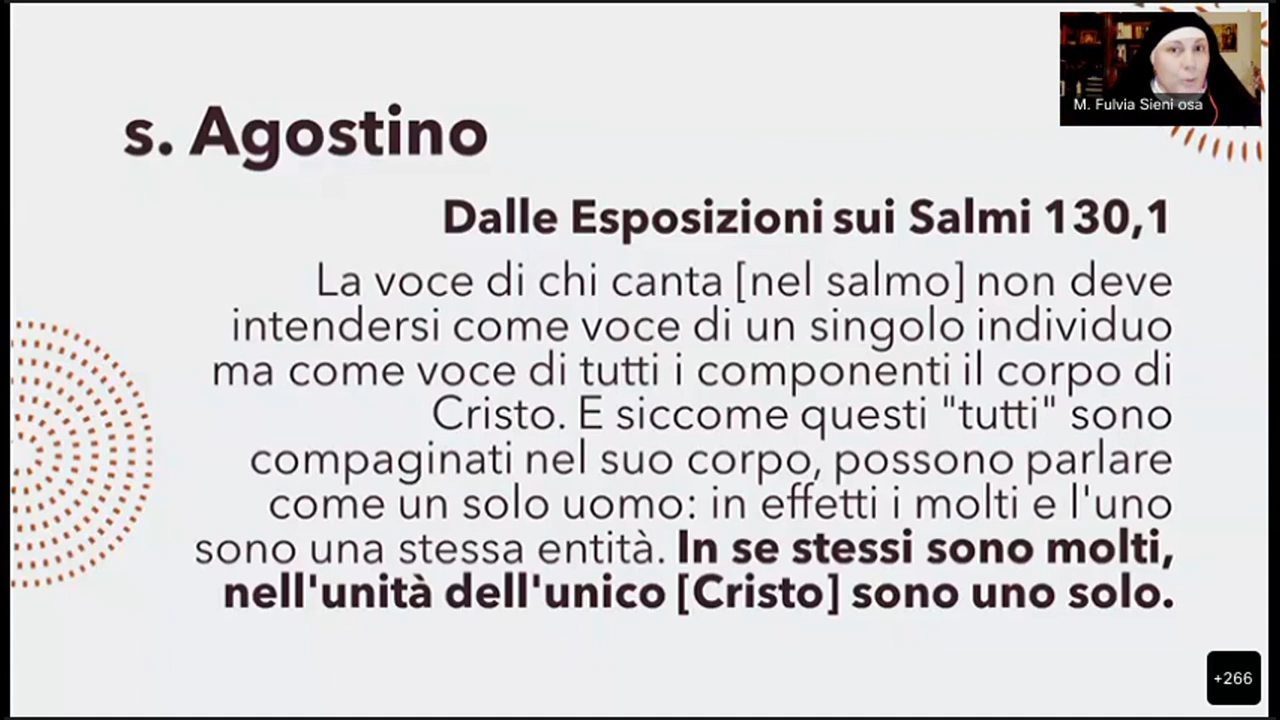 M. Fulvia Sieni osa
s. Agostino
Dalle Esposizioni sui Salmi 130,1
La voce di chi canta [nel salmo] non deve
intendersi come voce di un singolo individuo
ma come voce di tutti i componenti il corpo di
Cristo. E siccome questi "tutti" sono
compaginati nel suo corpo, possono parlare
come un solo uomo: in effetti i molti e l'uno
sono una stessa entità. In se stessi sono molti,
nell'unità dell'unico [Cristo] sono uno solo.
+266